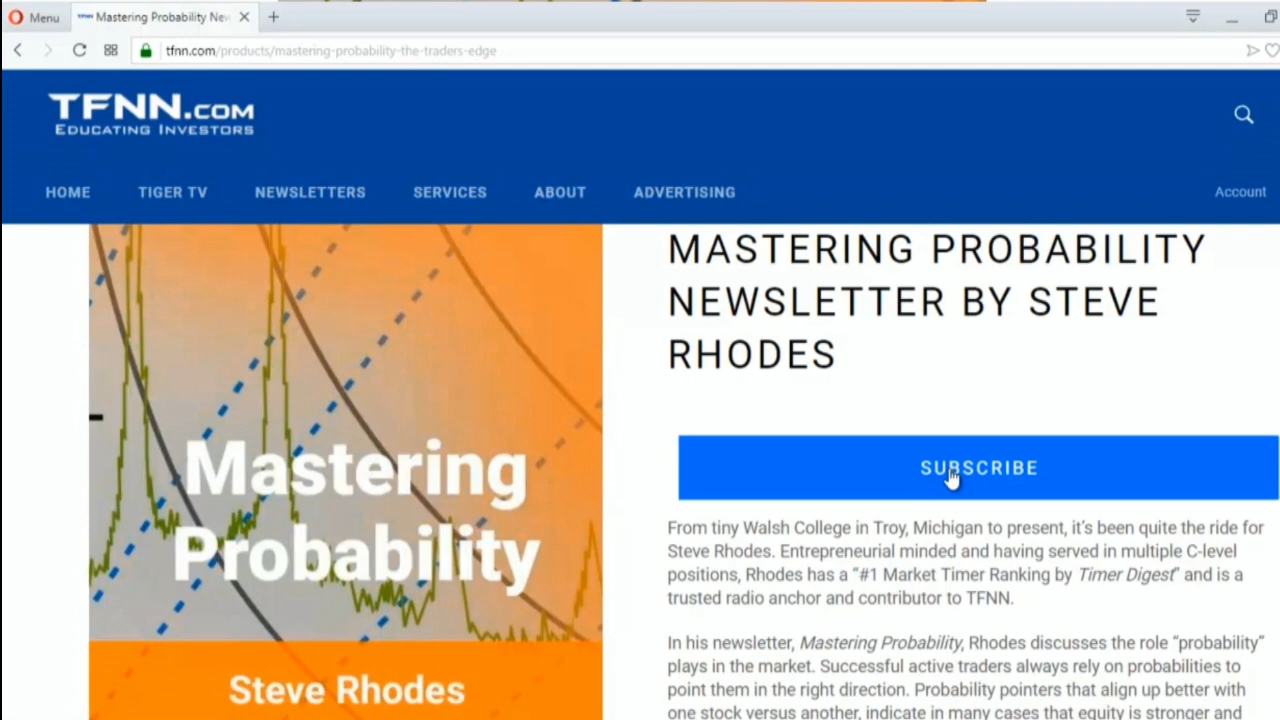 Menu
TFNN Mastering Probability New
tfnn.com/products/mastering-probability-the-traders-edge
TFNN.COM
EDUCATING INVESTORS
HOME TIGER TV NEWSLETTERS SERVICES ABOUT ADVERTISING Account
MASTERING PROBABILITY
NEWSLETTER BY STEVE
RHODES
Mastering
Probability
Steve Rhodes
SUBSCRIBE
From tiny Walsh College in Troy, Michigan to present, it’s been quite the ride for
Steve Rhodes. Entrepreneurial minded and having served in multiple C-level
positions, Rhodes has a “#1 Market Timer Ranking by Timer Digest” and is a
trusted radio anchor and contributor to TFNN.
In his newsletter, Mastering Probability, Rhodes discusses the role “probability”
plays in the market. Successful active traders always rely on probabilities to
point them in the right direction. Probability pointers that align up better with
one stock versus another, indicate in many cases that equity is stronger and